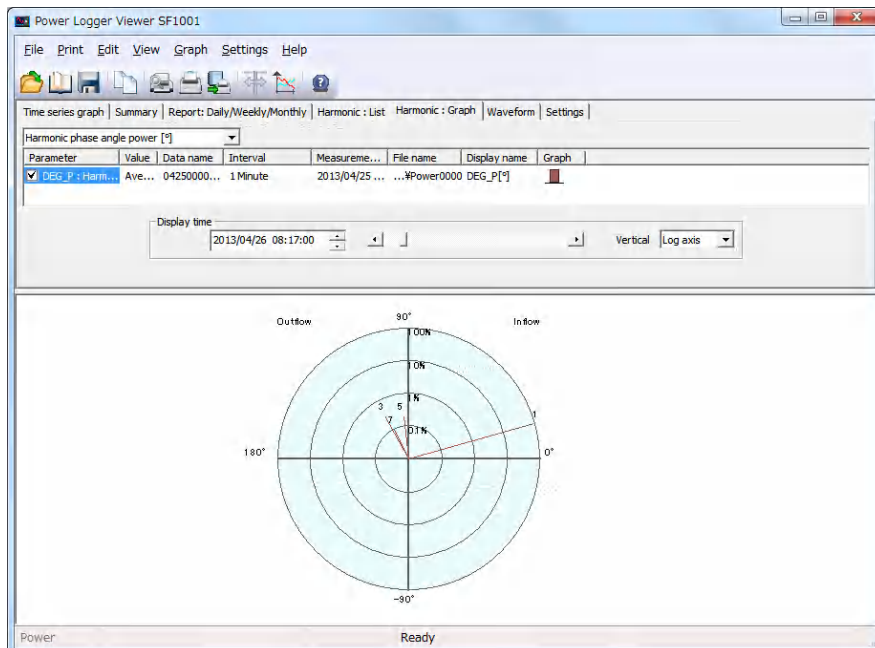 Power Logger Viewer SF1001
File Print Edit View Graph Settings Help
Time series graph | Summary | Report: Daily/Weekly/Monthly | Harmonic : List | Harmonic : Graph | Waveform | Settings
Harmonic phase angle power [°]
Parameter Value Data name Interval Measureme... File name Display name Graph
DEG_P : Harm... Ave... 04250000... 1 Minute 2013/04/25 ... ...¥Power0000 DEG_P[°]
Display time
2013/04/26 08:17:00 Vertical Log axis
Outflow 90° Inflow
100%
10%
1%
3 5 1
7 0.1%
180° 0°
-90°
Power Ready